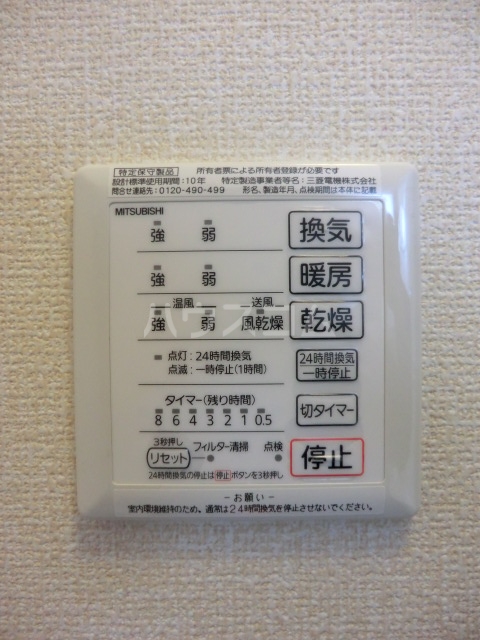 特定保守製品 所有者票による所有者登録が必要です
設計標準使用期間:10年 特定製造事業者等名:三菱電機株式会社
問合せ連絡先:0120-490-499 形名、製造年月、点検期間は本体に記載
MITSUBISHI
強 弱 換気
強 弱 暖房
温風 送風
強 弱 風乾燥 乾燥
点灯:24時間換気
点滅:一時停止(1時間)
24時間換気
一時停止
タイマー(残り時間)
8 6 4 3 2 1 0.5
切タイマー
3秒押し
リセット フィルター清掃 点検
停止
24時間換気の停止は停止ボタンを3秒押し
-お願い-
室内環境維持のため、通常は24時間換気を停止させないでください。